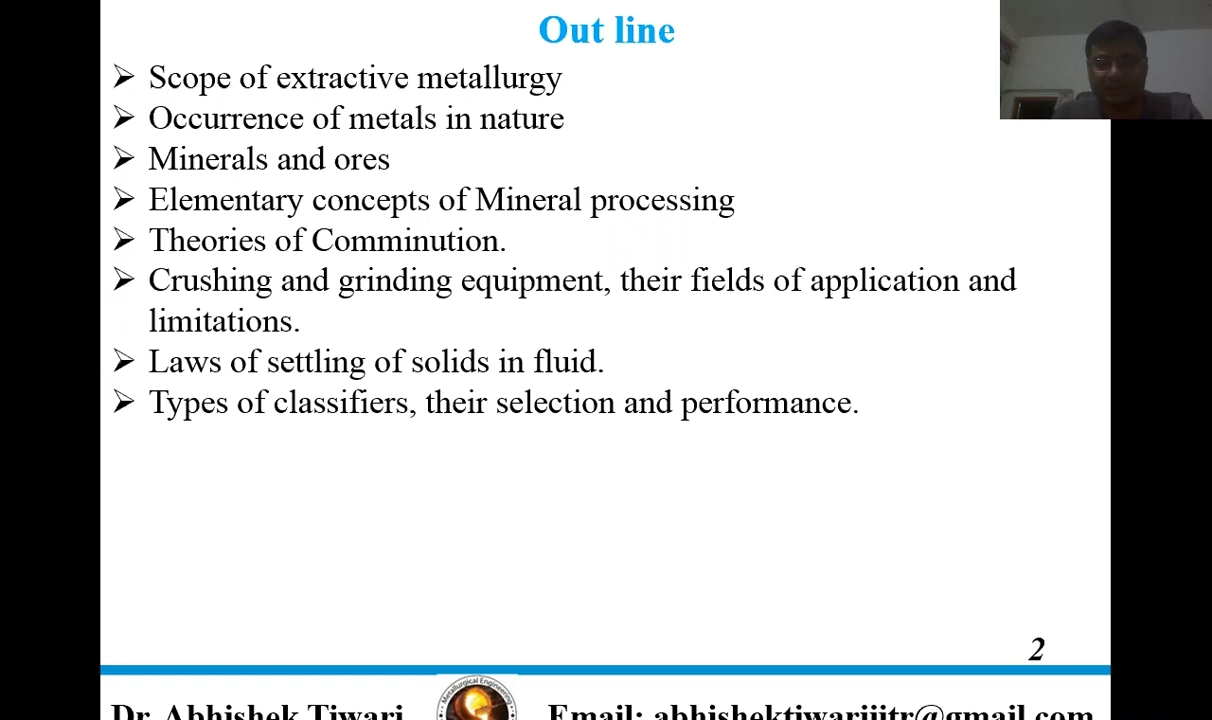 Out line
➢ Scope of extractive metallurgy
➢ Occurrence of metals in nature
➢ Minerals and ores
➢ Elementary concepts of Mineral processing
➢ Theories of Comminution.
➢ Crushing and grinding equipment, their fields of application and
limitations.
➢ Laws of settling of solids in fluid.
➢ Types of classifiers, their selection and performance.
2
Metallurgical Engineering
Dr. Abhishek Tiwari Email: abhishektiwariiitr@gmail.com